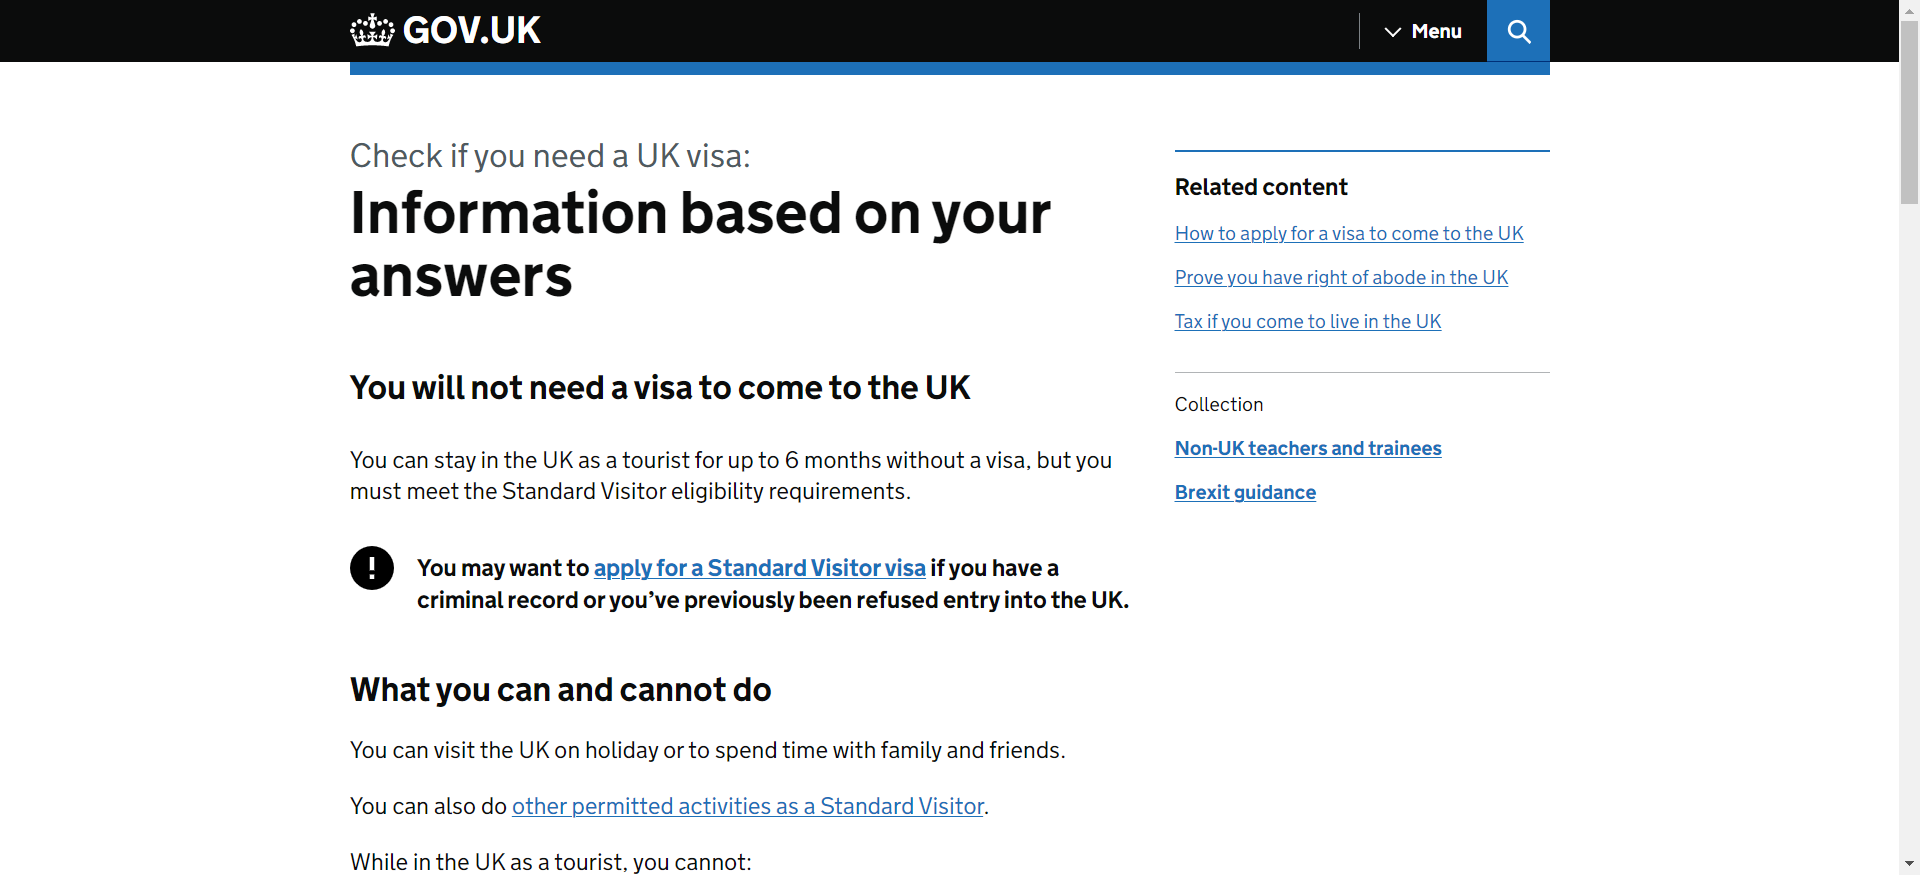 GOV.UK
Menu
Check if you need a UK visa:
Information based on your
answers
You will not need a visa to come to the UK
You can stay in the UK as a tourist for up to 6 months without a visa, but you
must meet the Standard Visitor eligibility requirements.
You may want to apply for a Standard Visitor visa if you have a
criminal record or you’ve previously been refused entry into the UK.
What you can and cannot do
You can visit the UK on holiday or to spend time with family and friends.
You can also do other permitted activities as a Standard Visitor.
While in the UK as a tourist, you cannot:
Related content
How to apply for a visa to come to the UK
Prove you have right of abode in the UK
Tax if you come to live in the UK
Collection
Non-UK teachers and trainees
Brexit guidance